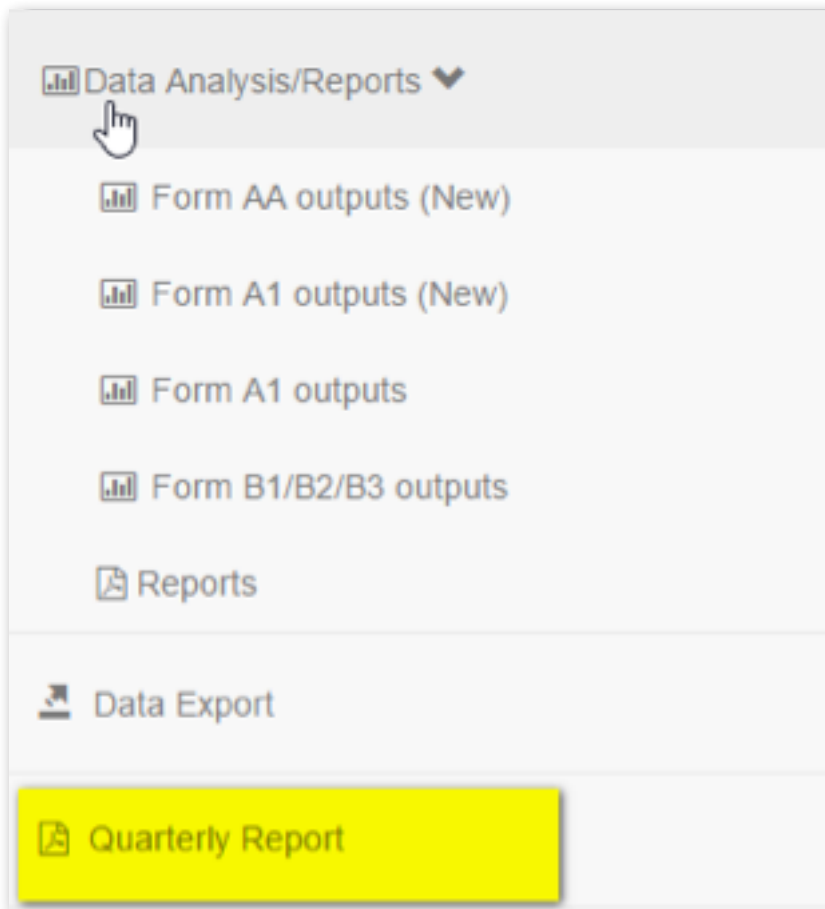 Data Analysis/Reports
Form AA outputs (New)
Form A1 outputs (New)
Form A1 outputs
Form B1/B2/B3 outputs
Reports
Data Export
Quarterly Report